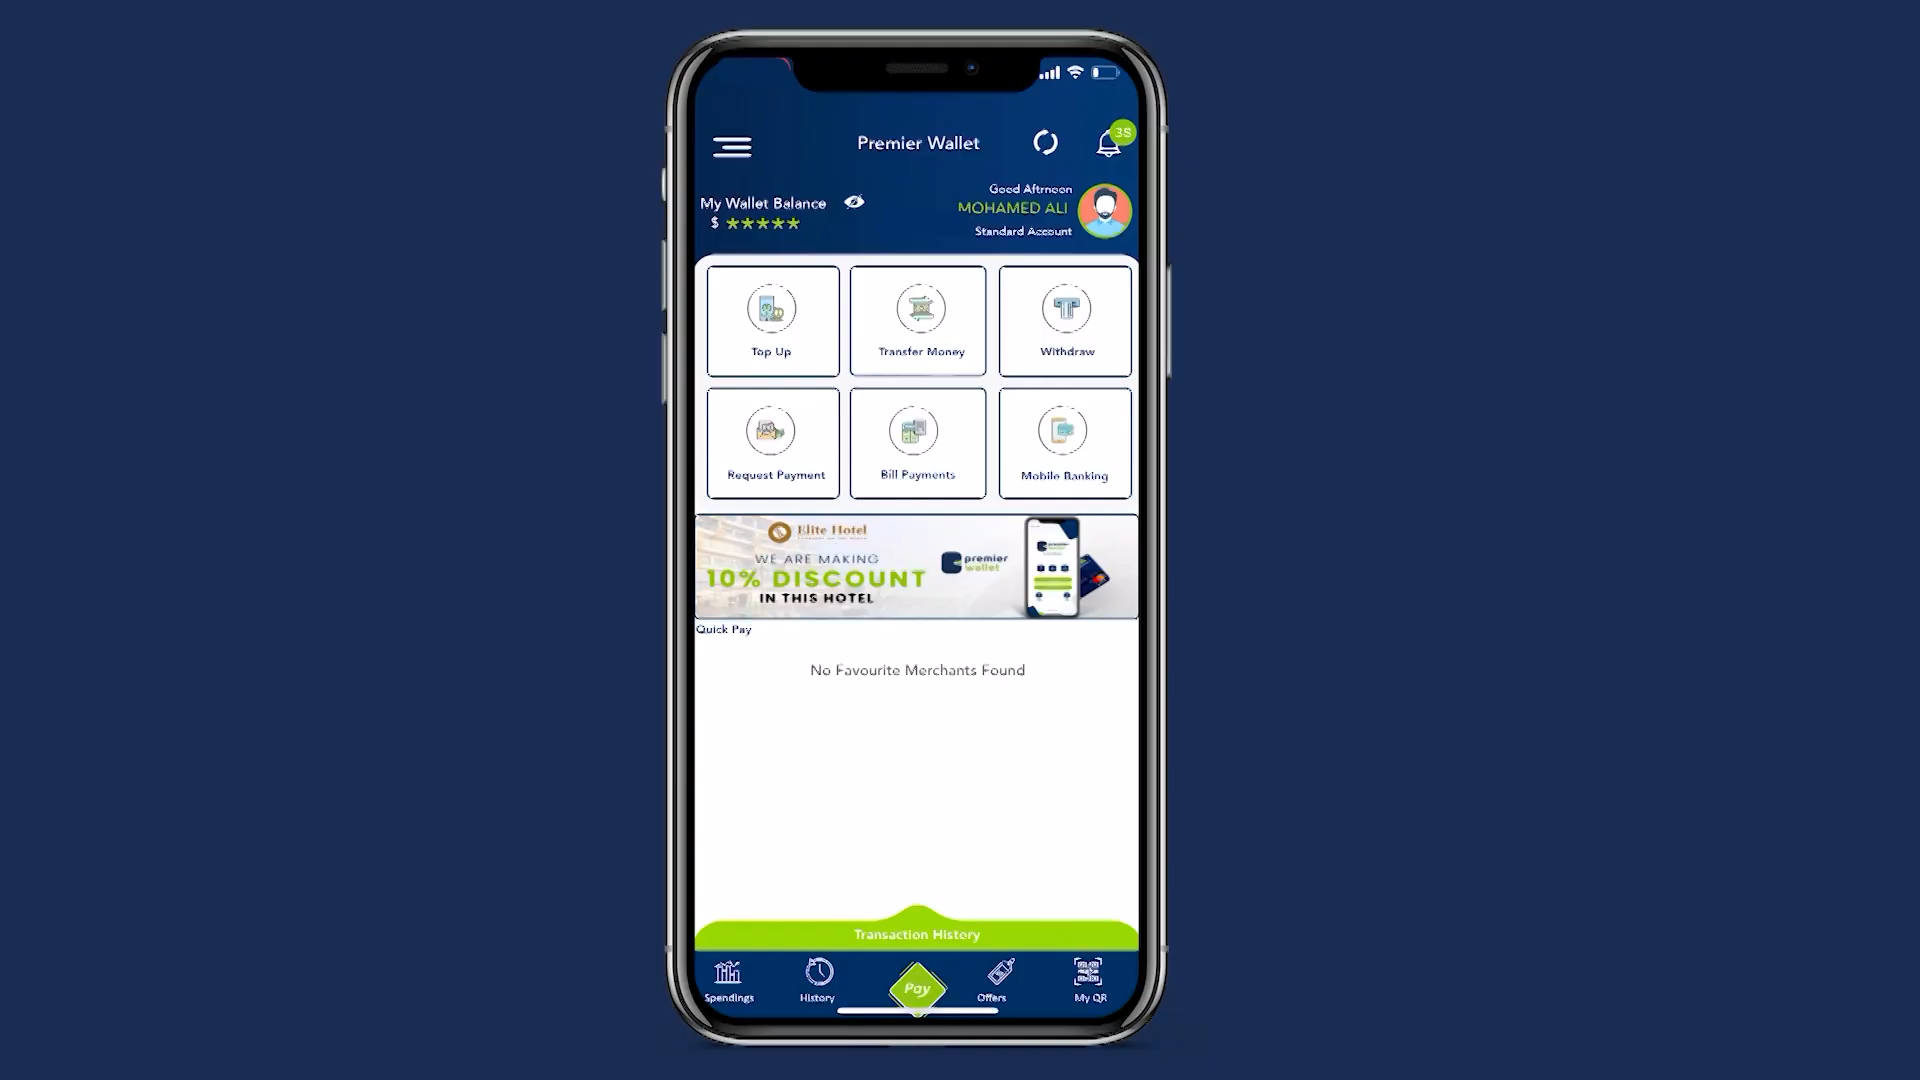 Premier Wallet
38
Good Aftrnoon
My Wallet Balance
MOHAMED ALI
$ ★★★★★
Standard Account
Top Up
Transfer Money
Withdraw
Request Payment
Bill Payments
Mobile Banking
Elite Hotel
WE ARE MAKING
10% DISCOUNT
IN THIS HOTEL
premier
wallet
Quick Pay
No Favourite Merchants Found
Transaction History
Spendings
History
Pay
Offers
My QR